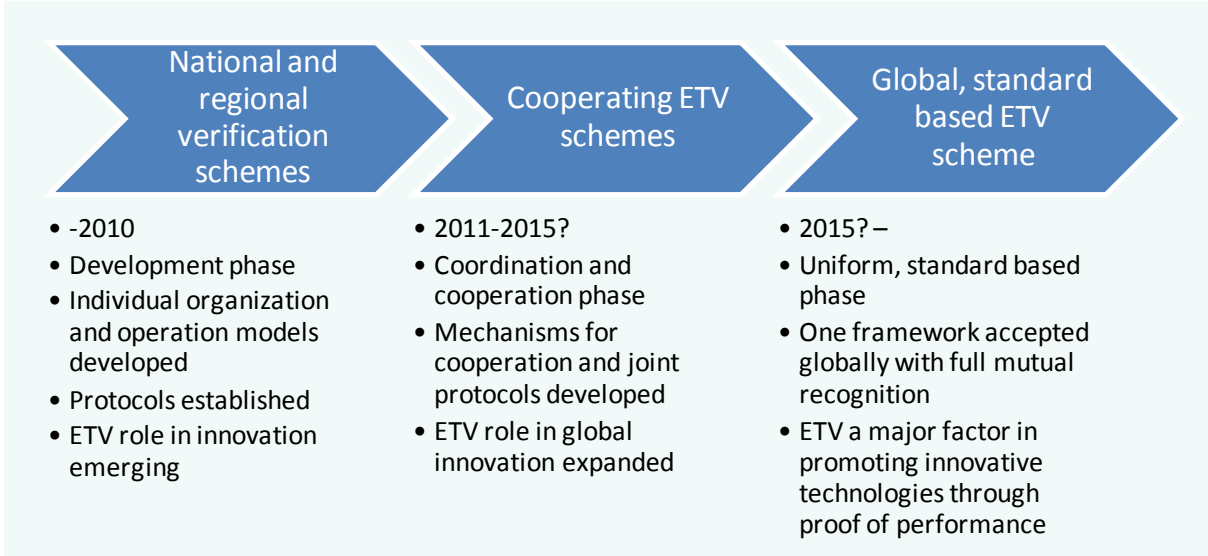 National and
regional
verification
schemes
• -2010
• Development phase
• Individual organization
and operation models
developed
• Protocols established
• ETV role in innovation
emerging
Cooperating ETV
schemes
• 2011-2015?
• Coordination and
cooperation phase
• Mechanisms for
cooperation and joint
protocols developed
• ETV role in global
innovation expanded
Global, standard
based ETV
scheme
• 2015? –
• Uniform, standard based
phase
• One framework accepted
globally with full mutual
recognition
• ETV a major factor in
promoting innovative
technologies through
proof of performance